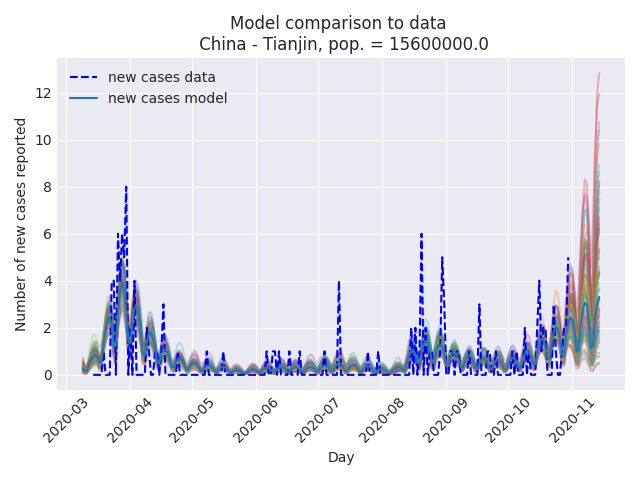 Model comparison to data
China - Tianjin, pop. = 15600000.0
new cases data
new cases model
Number of new cases reported
12
10
8
6
4
2
0
2020-03
2020-04
2020-05
2020-06
2020-07
2020-08
2020-09
2020-10
2020-11
Day